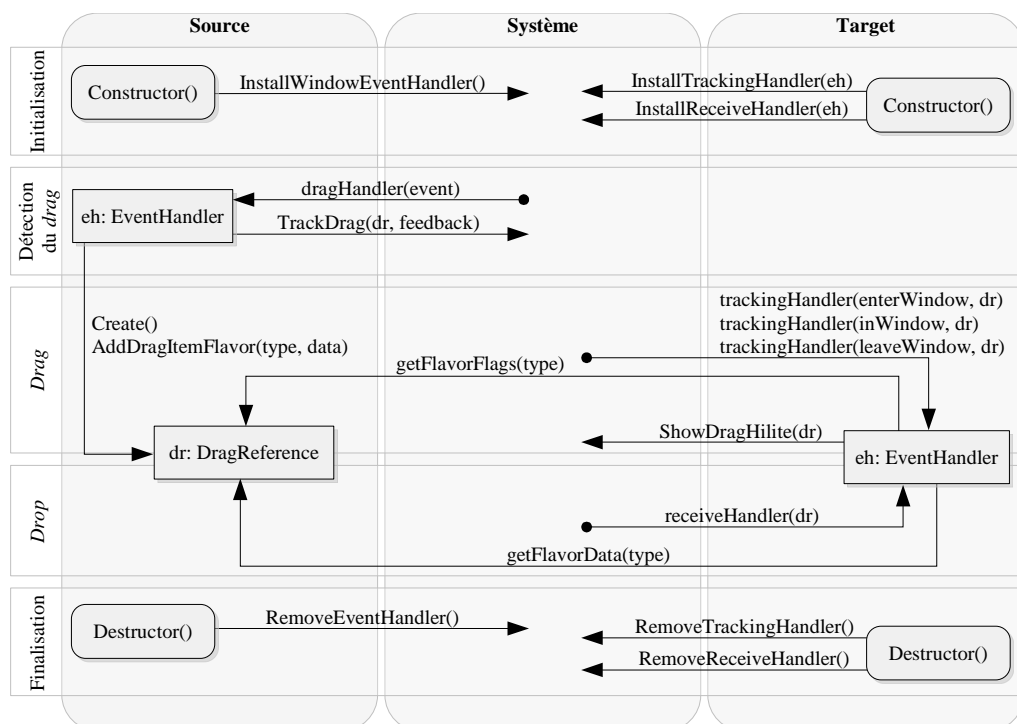 Source
Système
Target
Initialisation
Constructor()
InstallWindowEventHandler()
InstallTrackingHandler(eh)
InstallReceiveHandler(eh)
Constructor()
Détection
du drag
eh: EventHandler
dragHandler(event)
TrackDrag(dr, feedback)
Drag
Create()
AddDragItemFlavor(type, data)
trackingHandler(enterWindow, dr)
trackingHandler(inWindow, dr)
trackingHandler(leaveWindow, dr)
getFlavorFlags(type)
dr: DragReference
ShowDragHilite(dr)
eh: EventHandler
Drop
receiveHandler(dr)
getFlavorData(type)
Finalisation
Destructor()
RemoveEventHandler()
RemoveTrackingHandler()
RemoveReceiveHandler()
Destructor()